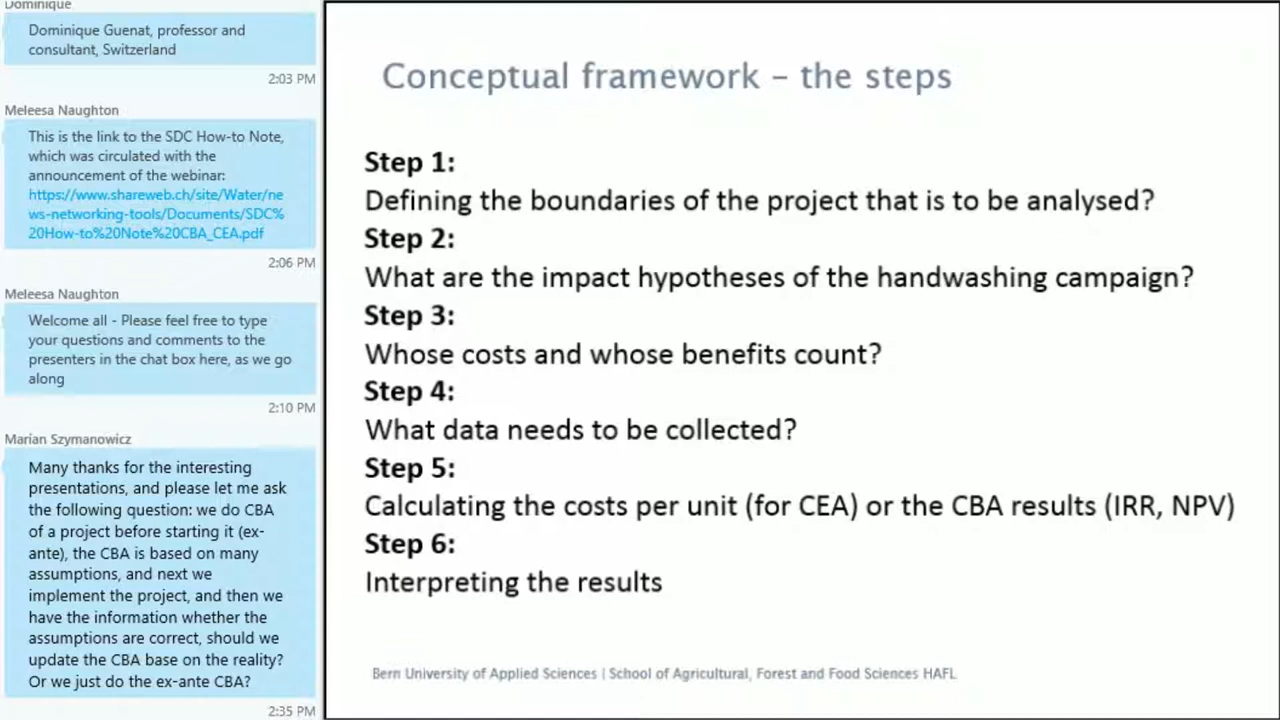 Dominique
Dominique Guenat, professor and
consultant, Switzerland
2:03 PM
Meleesa Naughton
This is the link to the SDC How-to Note,
which was circulated with the
announcement of the webinar:
https://www.shareweb.ch/site/Water/ne
ws-networking-tools/Documents/SDC%
20How-to%20Note%20CBA_CEA.pdf
2:06 PM
Meleesa Naughton
Welcome all - Please feel free to type
your questions and comments to the
presenters in the chat box here, as we go
along
2:10 PM
Marian Szymanowicz
Many thanks for the interesting
presentations, and please let me ask
the following question: we do CBA
of a project before starting it (ex-
ante), the CBA is based on many
assumptions, and next we
implement the project, and then we
have the information whether the
assumptions are correct, should we
update the CBA base on the reality?
Or we just do the ex-ante CBA?
2:35 PM
Conceptual framework – the steps
Step 1:
Defining the boundaries of the project that is to be analysed?
Step 2:
What are the impact hypotheses of the handwashing campaign?
Step 3:
Whose costs and whose benefits count?
Step 4:
What data needs to be collected?
Step 5:
Calculating the costs per unit (for CEA) or the CBA results (IRR, NPV)
Step 6:
Interpreting the results
Bern University of Applied Sciences | School of Agricultural, Forest and Food Sciences HAFL